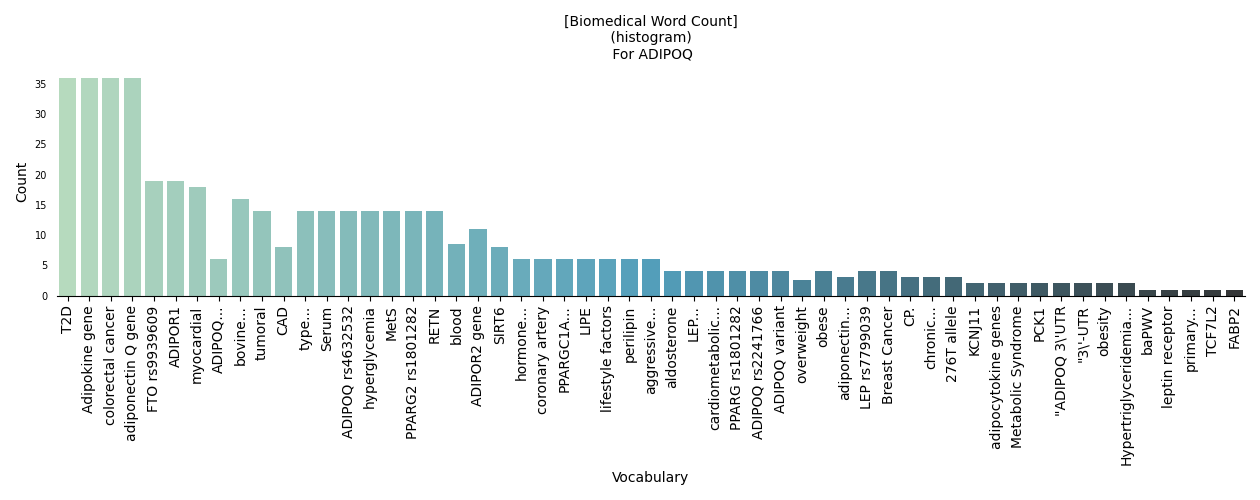 [Biomedical Word Count]
(histogram)
For ADIPOQ
Count
35
30
25
20
15
10
5
0
T2D
Adipokine gene
colorectal cancer
adiponectin Q gene
FTO rs9939609
ADIPOR1
myocardial
ADIPOQ...
bovine...
tumoral
CAD
type...
Serum
ADIPOQ rs4632532
hyperglycemia
MetS
PPARG2 rs1801282
RETN
blood
ADIPOR2 gene
SIRT6
hormone...
coronary artery
PPARGC1A...
LIPE
lifestyle factors
perilipin
aggressive...
aldosterone
LEP...
cardiometabolic...
PPARG rs1801282
ADIPOQ rs2241766
ADIPOQ variant
overweight
obese
adiponectin...
LEP rs7799039
Breast Cancer
CP.
chronic...
276T allele
KCNJ11
adipocytokine genes
Metabolic Syndrome
PCK1
"ADIPOQ 3\'UTR
"3\'-UTR
obesity
Hypertriglyceridemia...
baPWV
leptin receptor
primary...
TCF7L2
FABP2
Vocabulary